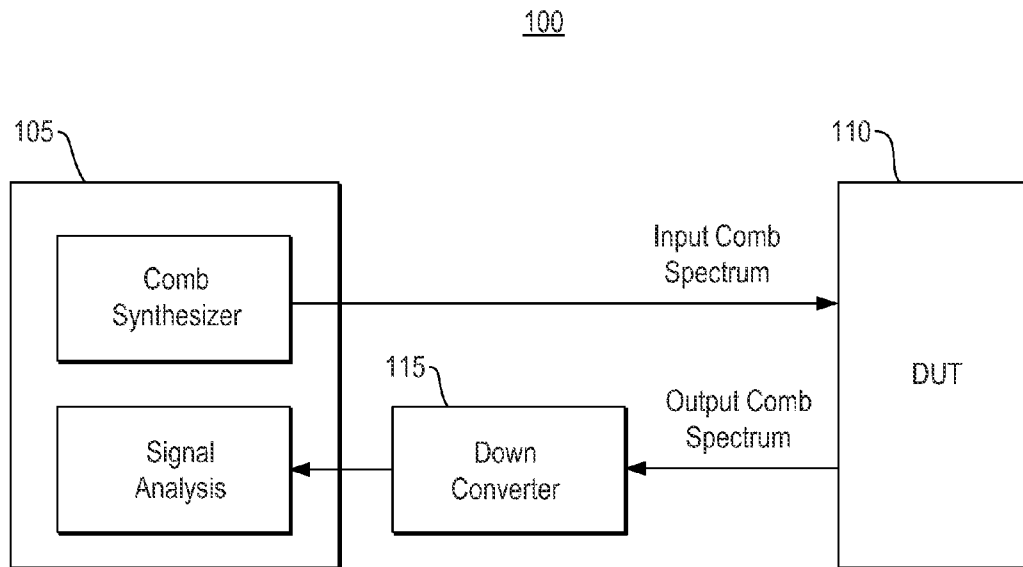 100
105
110
Comb
Synthesizer
Input Comb
Spectrum
DUT
115
Signal
Analysis
Down
Converter
Output Comb
Spectrum